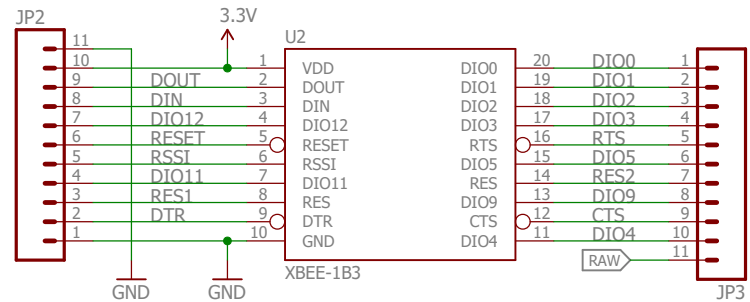 JP2 3.3V U2
11
10 1 VDD DIO0 20 DIO0 1
9 DOUT 2 DOUT DIO1 19 DIO1 2
8 DIN 3 DIN DIO2 18 DIO2 3
7 DIO12 4 DIO12 DIO3 17 DIO3 4
6 RESET 5 RESET RTS 16 RTS 5
5 RSSI 6 RSSI DIO5 15 DIO5 6
4 DIO11 7 DIO11 RES 14 RES2 7
3 RES1 8 RES DIO9 13 DIO9 8
2 DTR 9 DTR CTS 12 CTS 9
1 10 GND DIO4 11 DIO4 10
RAW 11
XBEE-1B3
GND GND JP3